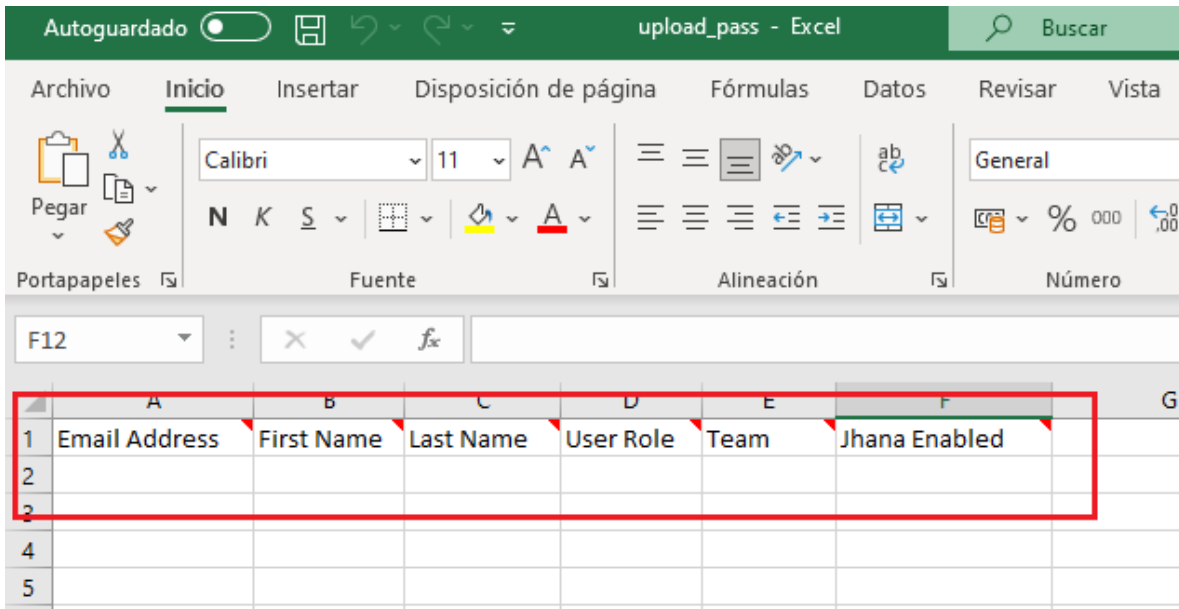 Autoguardado upload_pass - Excel Buscar
Archivo Inicio Insertar Disposición de página Fórmulas Datos Revisar Vista
Calibri 11 A A ab General
Pegar N K S A % 000
Portapapeles Fuente Alineación Número
F12 fx
A B C D E F G
1 Email Address First Name Last Name User Role Team Jhana Enabled
2
3
4
5